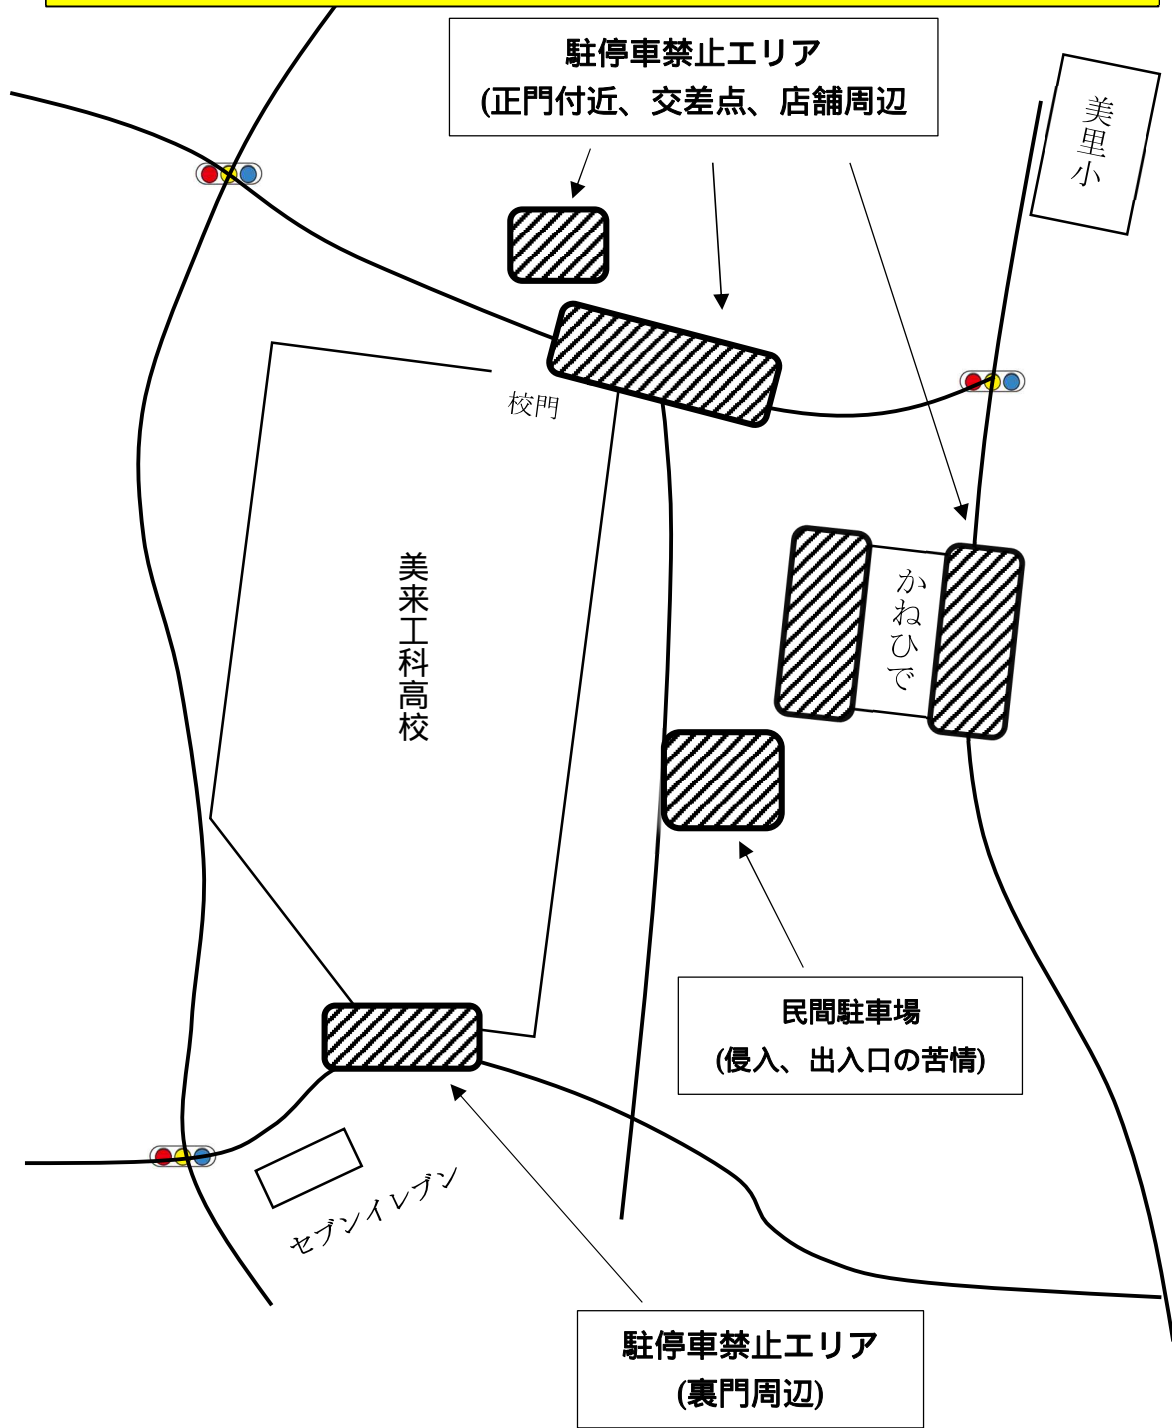 駐停車禁止エリア
(正門付近、交差点、店舗周辺
美里小
校門
美来工科高校
かねひで
民間駐車場
(侵入、出入口の苦情)
セブンイレブン
駐停車禁止エリア
(裏門周辺)